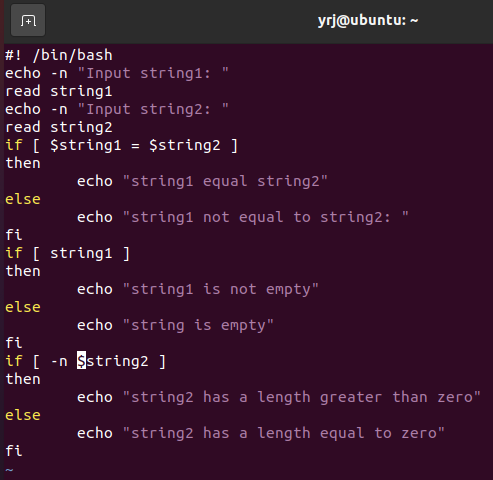 yrj@ubuntu: ~
#! /bin/bash
echo -n "Input string1: "
read string1
echo -n "Input string2: "
read string2
if [ $string1 = $string2 ]
then
        echo "string1 equal string2"
else
        echo "string1 not equal to string2: "
fi
if [ string1 ]
then
        echo "string1 is not empty"
else
        echo "string is empty"
fi
if [ -n $string2 ]
then
        echo "string2 has a length greater than zero"
else
        echo "string2 has a length equal to zero"
fi
~